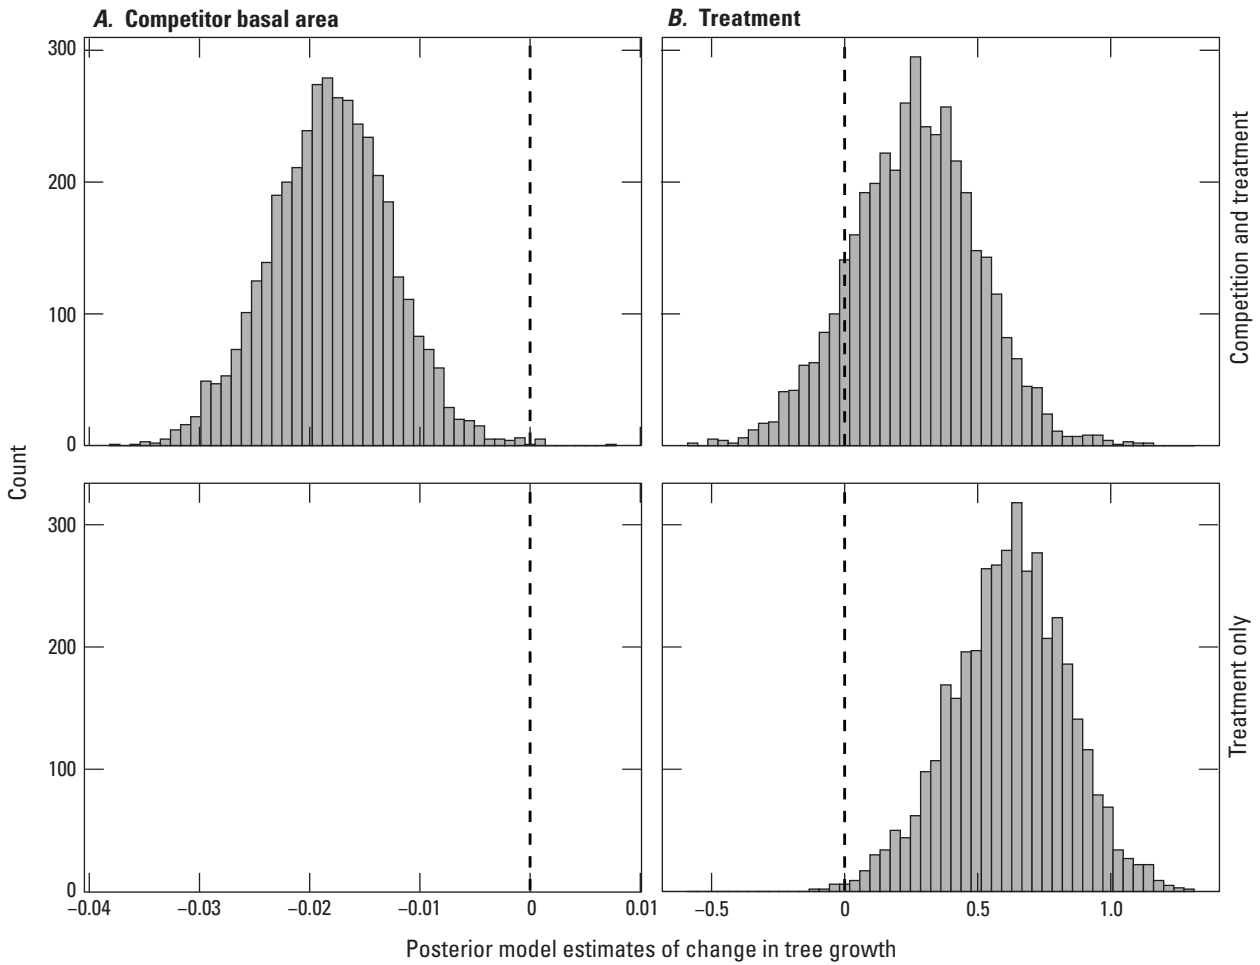 A. Competitor basal area
B. Treatment
300
200
100
0
Competition and treatment
Count
300
200
100
0
Treatment only
−0.04 −0.03 −0.02 −0.01 0 0.01
−0.5 0 0.5 1.0
Posterior model estimates of change in tree growth